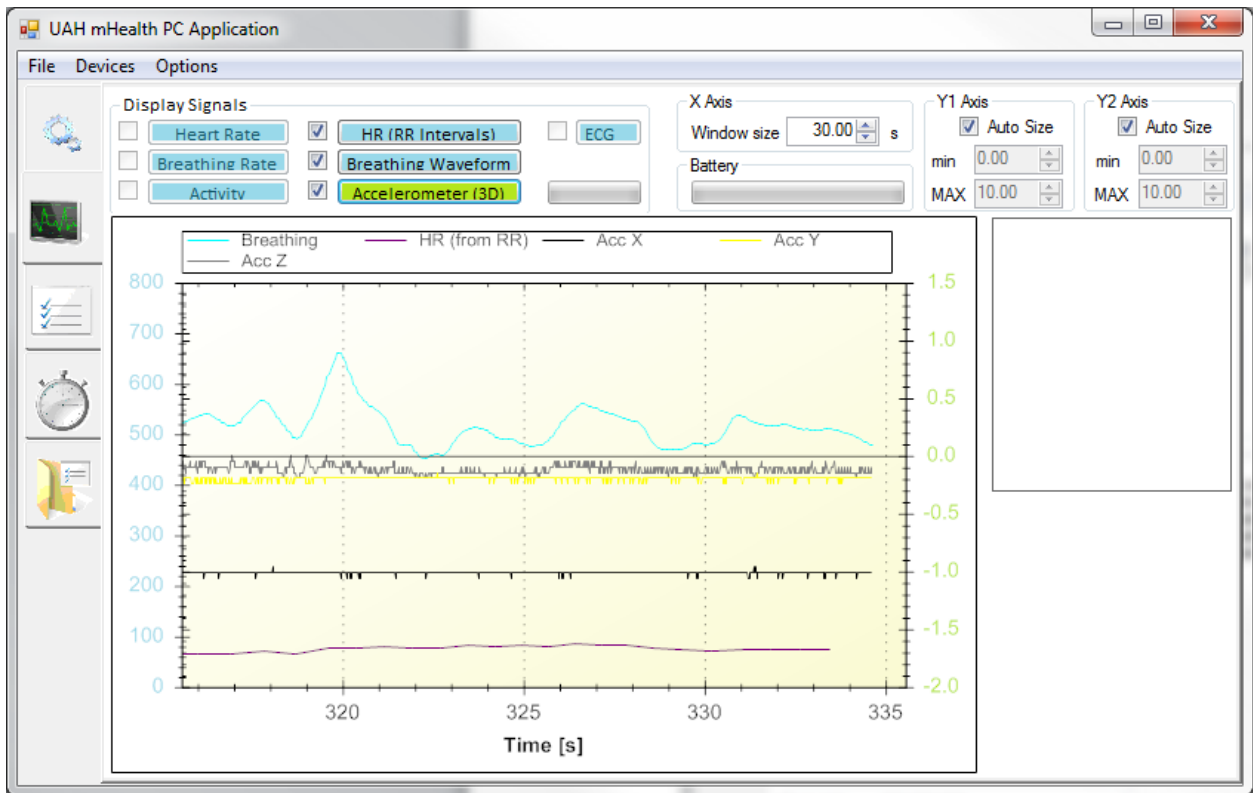 UAH mHealth PC Application
File Devices Options
Display Signals
Heart Rate
HR (RR Intervals)
ECG
Breathing Rate
Breathing Waveform
Activity
Accelerometer (3D)
X Axis
Window size 30.00 s
Battery
Y1 Axis
Auto Size
min 0.00
MAX 10.00
Y2 Axis
Auto Size
min 0.00
MAX 10.00
Breathing HR (from RR) Acc X Acc Y
Acc Z
800 1.5
700 1.0
600 0.5
500 0.0
400 -0.5
300 -1.0
200 -1.5
100 -2.0
0
320 325 330 335
Time [s]